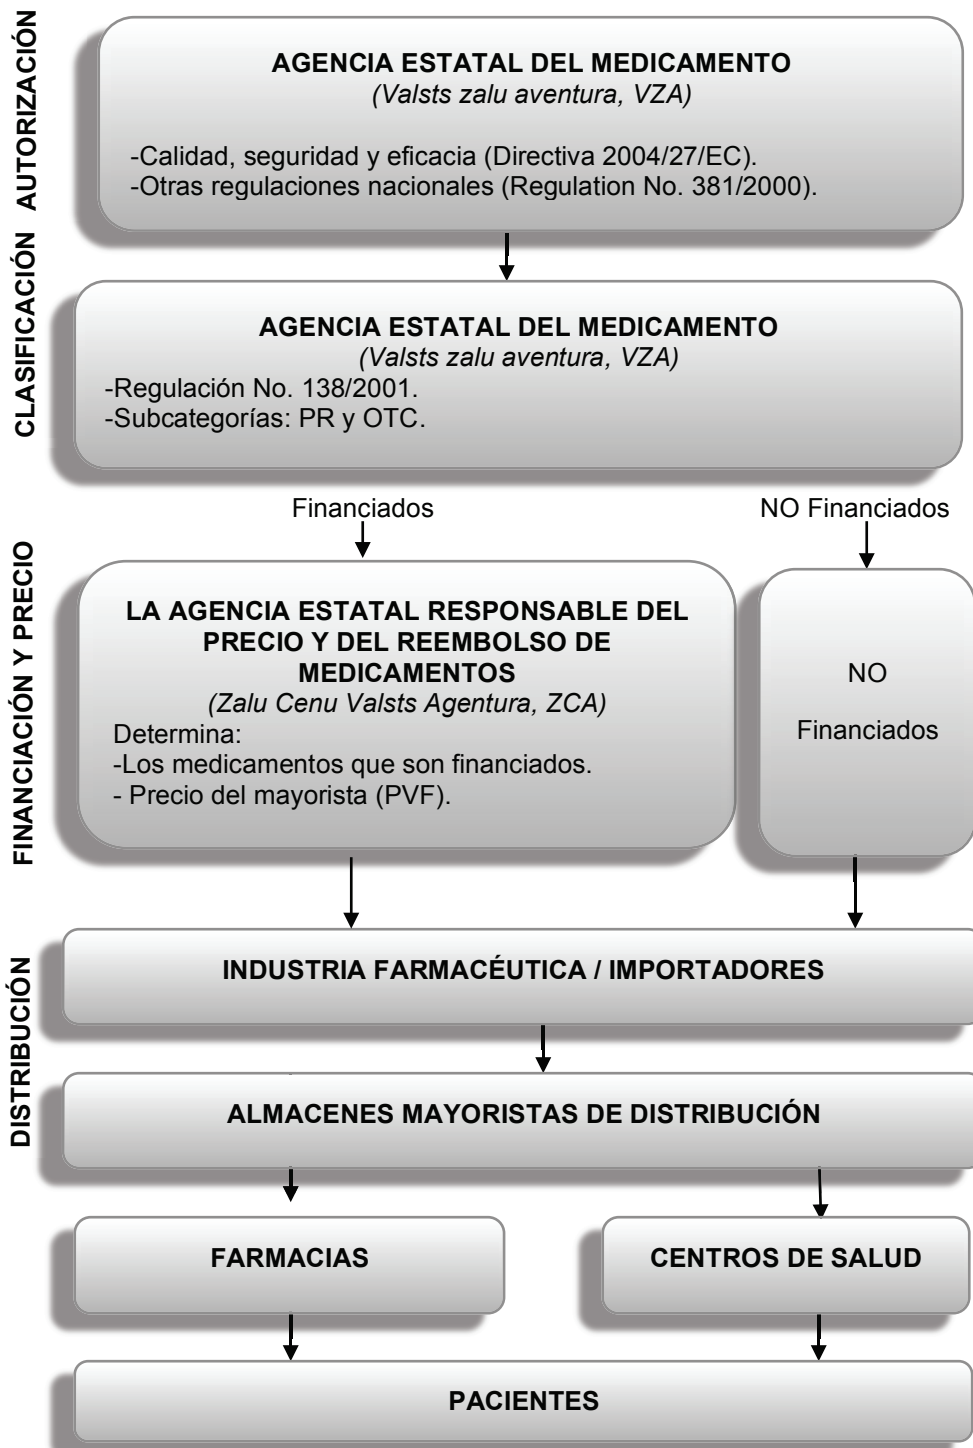 AUTORIZACIÓN
AGENCIA ESTATAL DEL MEDICAMENTO
(Valsts zalu aventura, VZA)
-Calidad, seguridad y eficacia (Directiva 2004/27/EC).
-Otras regulaciones nacionales (Regulation No. 381/2000).
CLASIFICACIÓN
AGENCIA ESTATAL DEL MEDICAMENTO
(Valsts zalu aventura, VZA)
-Regulación No. 138/2001.
-Subcategorías: PR y OTC.
FINANCIACIÓN Y PRECIO
Financiados
NO Financiados
LA AGENCIA ESTATAL RESPONSABLE DEL
PRECIO Y DEL REEMBOLSO DE
MEDICAMENTOS
(Zalu Cenu Valsts Agentura, ZCA)
Determina:
-Los medicamentos que son financiados.
- Precio del mayorista (PVF).
NO
Financiados
DISTRIBUCIÓN
INDUSTRIA FARMACÉUTICA / IMPORTADORES
ALMACENES MAYORISTAS DE DISTRIBUCIÓN
FARMACIAS
CENTROS DE SALUD
PACIENTES